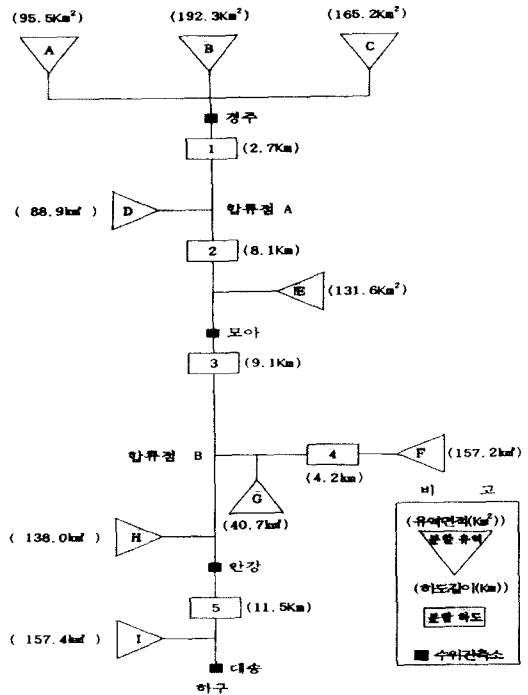 (95.5Km²)
(192.3Km²)
(165.2Km²)
A
B
C
경주
1
(2.7Km)
( 88.9㎢ )
D
합류점 A
2
(8.1Km)
E
(131.6Km²)
모아
3
(9.1Km)
합류점 B
4
F
(157.2㎢)
(4.2㎞)
G
(40.7㎢)
( 138.0㎢ )
H
안강
5
(11.5Km)
( 157.4㎢ )
I
대송
하구
비 고
(유역면적(Km²))
분할 유역
(하도길이(Km))
분할 하도
수위관측소